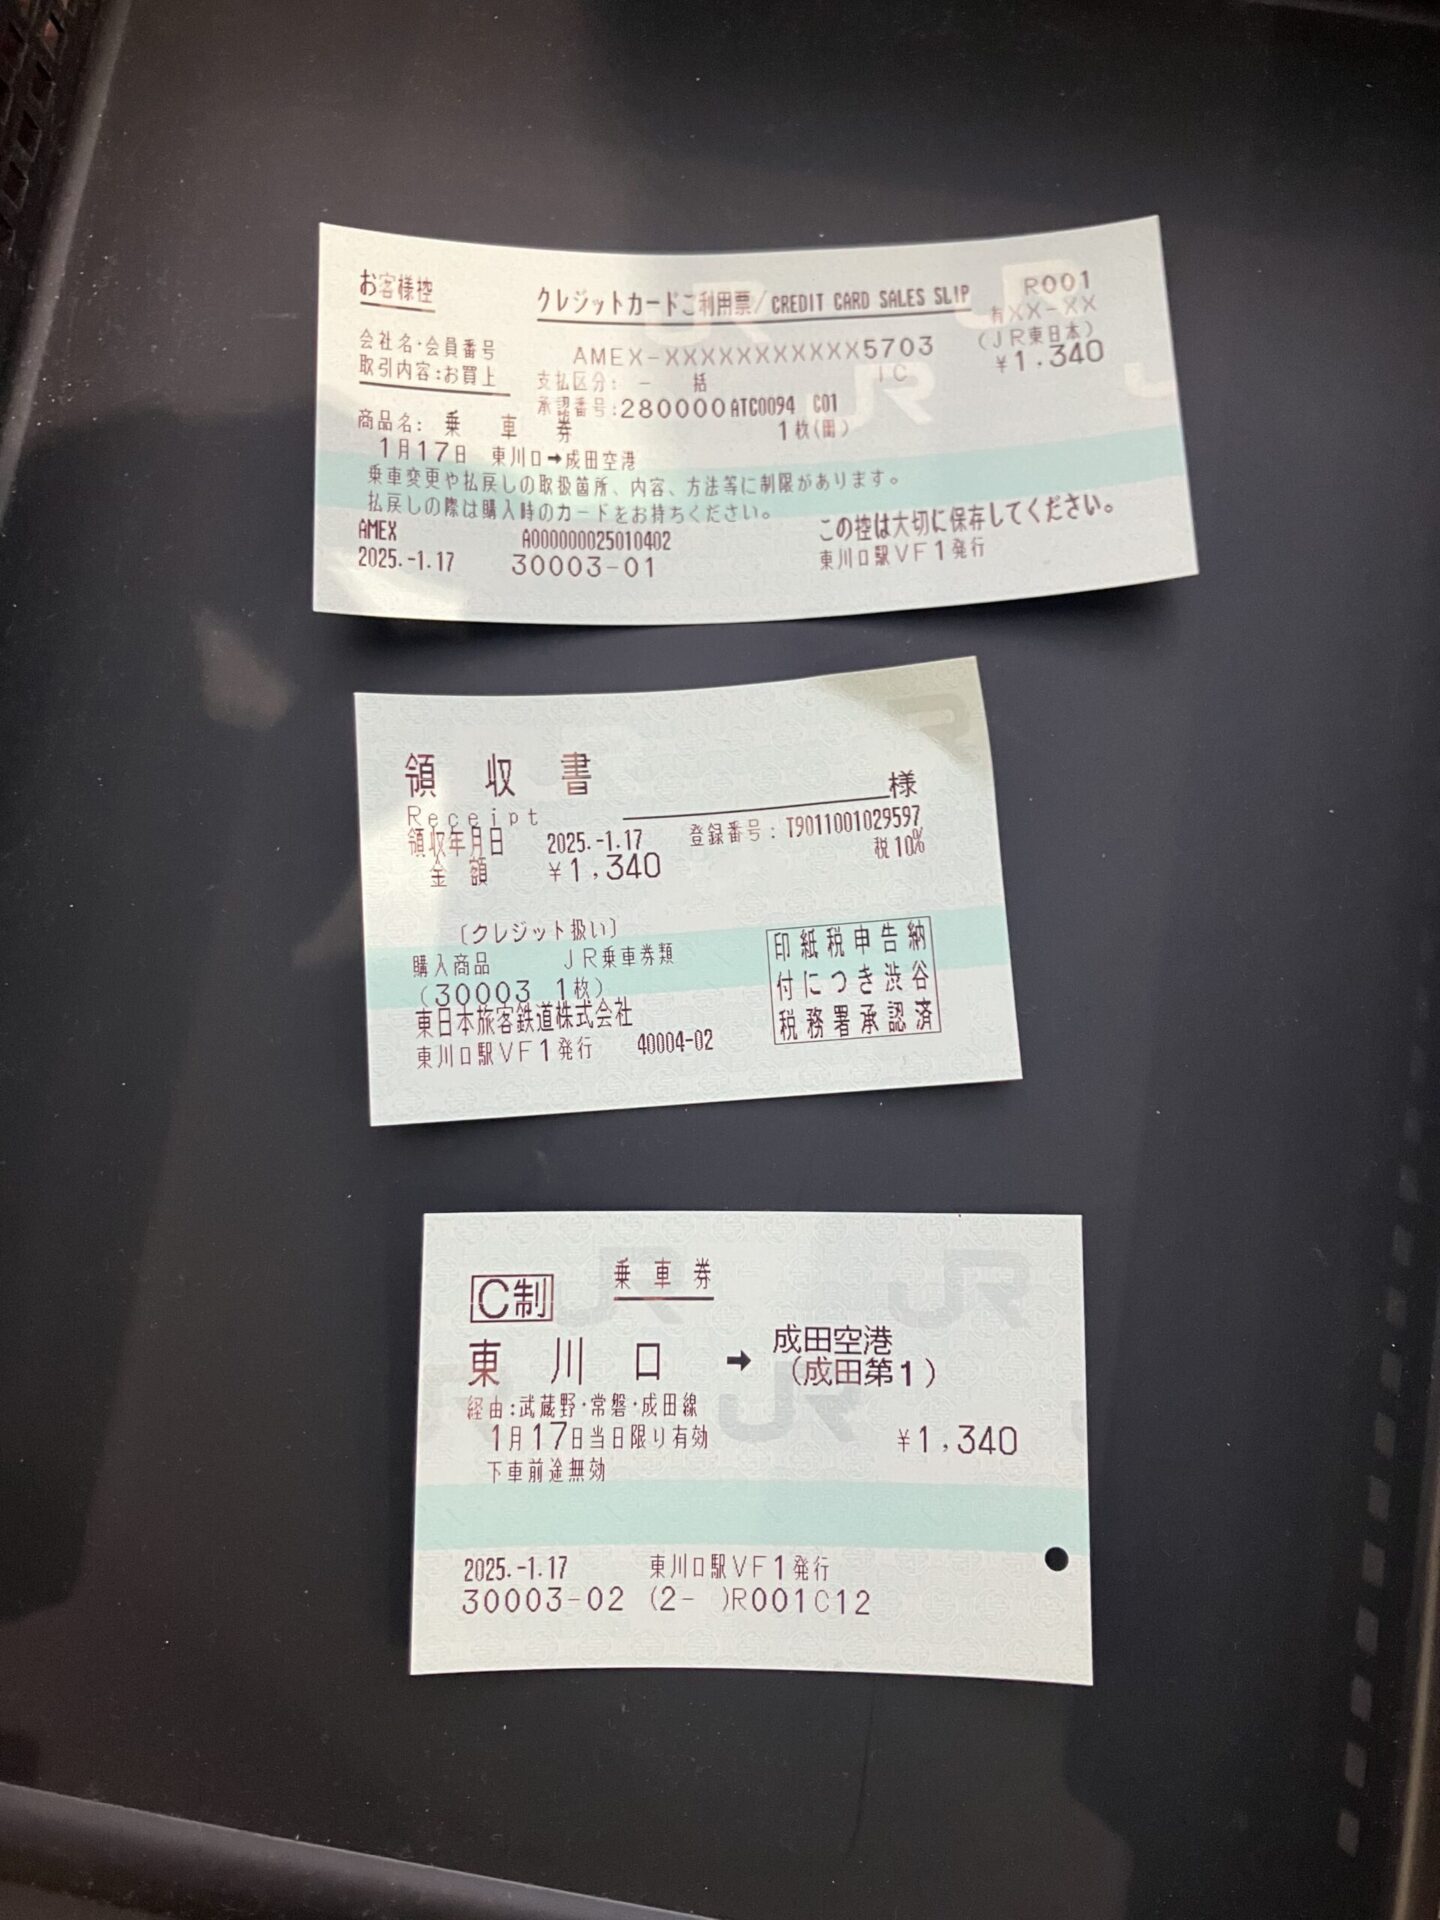 お客様控
クレジットカードご利用票/CREDIT CARD SALES SLIP
R001
有XX-XX
会社名・会員番号 AMEX-XXXXXXXXXXX5703
(JR東日本)
取引内容:お買上 支払区分: 一 括 IC ¥1,340
承認番号:280000ATC0094 C01
商品名: 乗 車 券 1枚(間)
1月17日 東川口➡成田空港
乗車変更や払戻しの取扱箇所、内容、方法等に制限があります。
払戻しの際は購入時のカードをお持ちください。
AMEX A000000025010402 この控は大切に保存してください。
2025.-1.17 30003-01 東川口駅VF1発行
領 収 書
様
Receipt
領収年月日 2025.-1.17 登録番号:T9011001029597
金 額 ¥1,340 税10%
〔クレジット扱い〕
購入商品 JR乗車券類
(30003 1枚)
東日本旅客鉄道株式会社
東川口駅VF1発行 40004-02
印紙税申告納
付につき渋谷
税務署承認済
C制 乗 車 券
東 川 口 ➡ 成田空港
(成田第1)
経由:武蔵野・常磐・成田線
1月17日当日限り有効 ¥1,340
下車前途無効
2025.-1.17 東川口駅VF1発行
30003-02 (2- )R001C12
JR
JR
JR
JR
JR
JR
JR